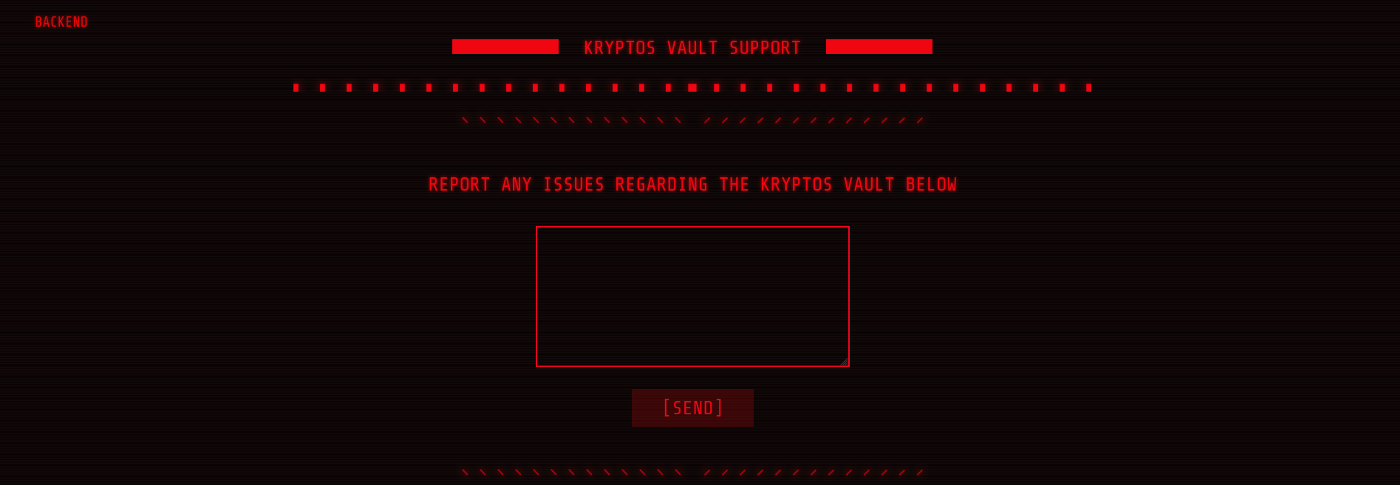 BACKEND
KRYPTOS VAULT SUPPORT
REPORT ANY ISSUES REGARDING THE KRYPTOS VAULT BELOW
[SEND]